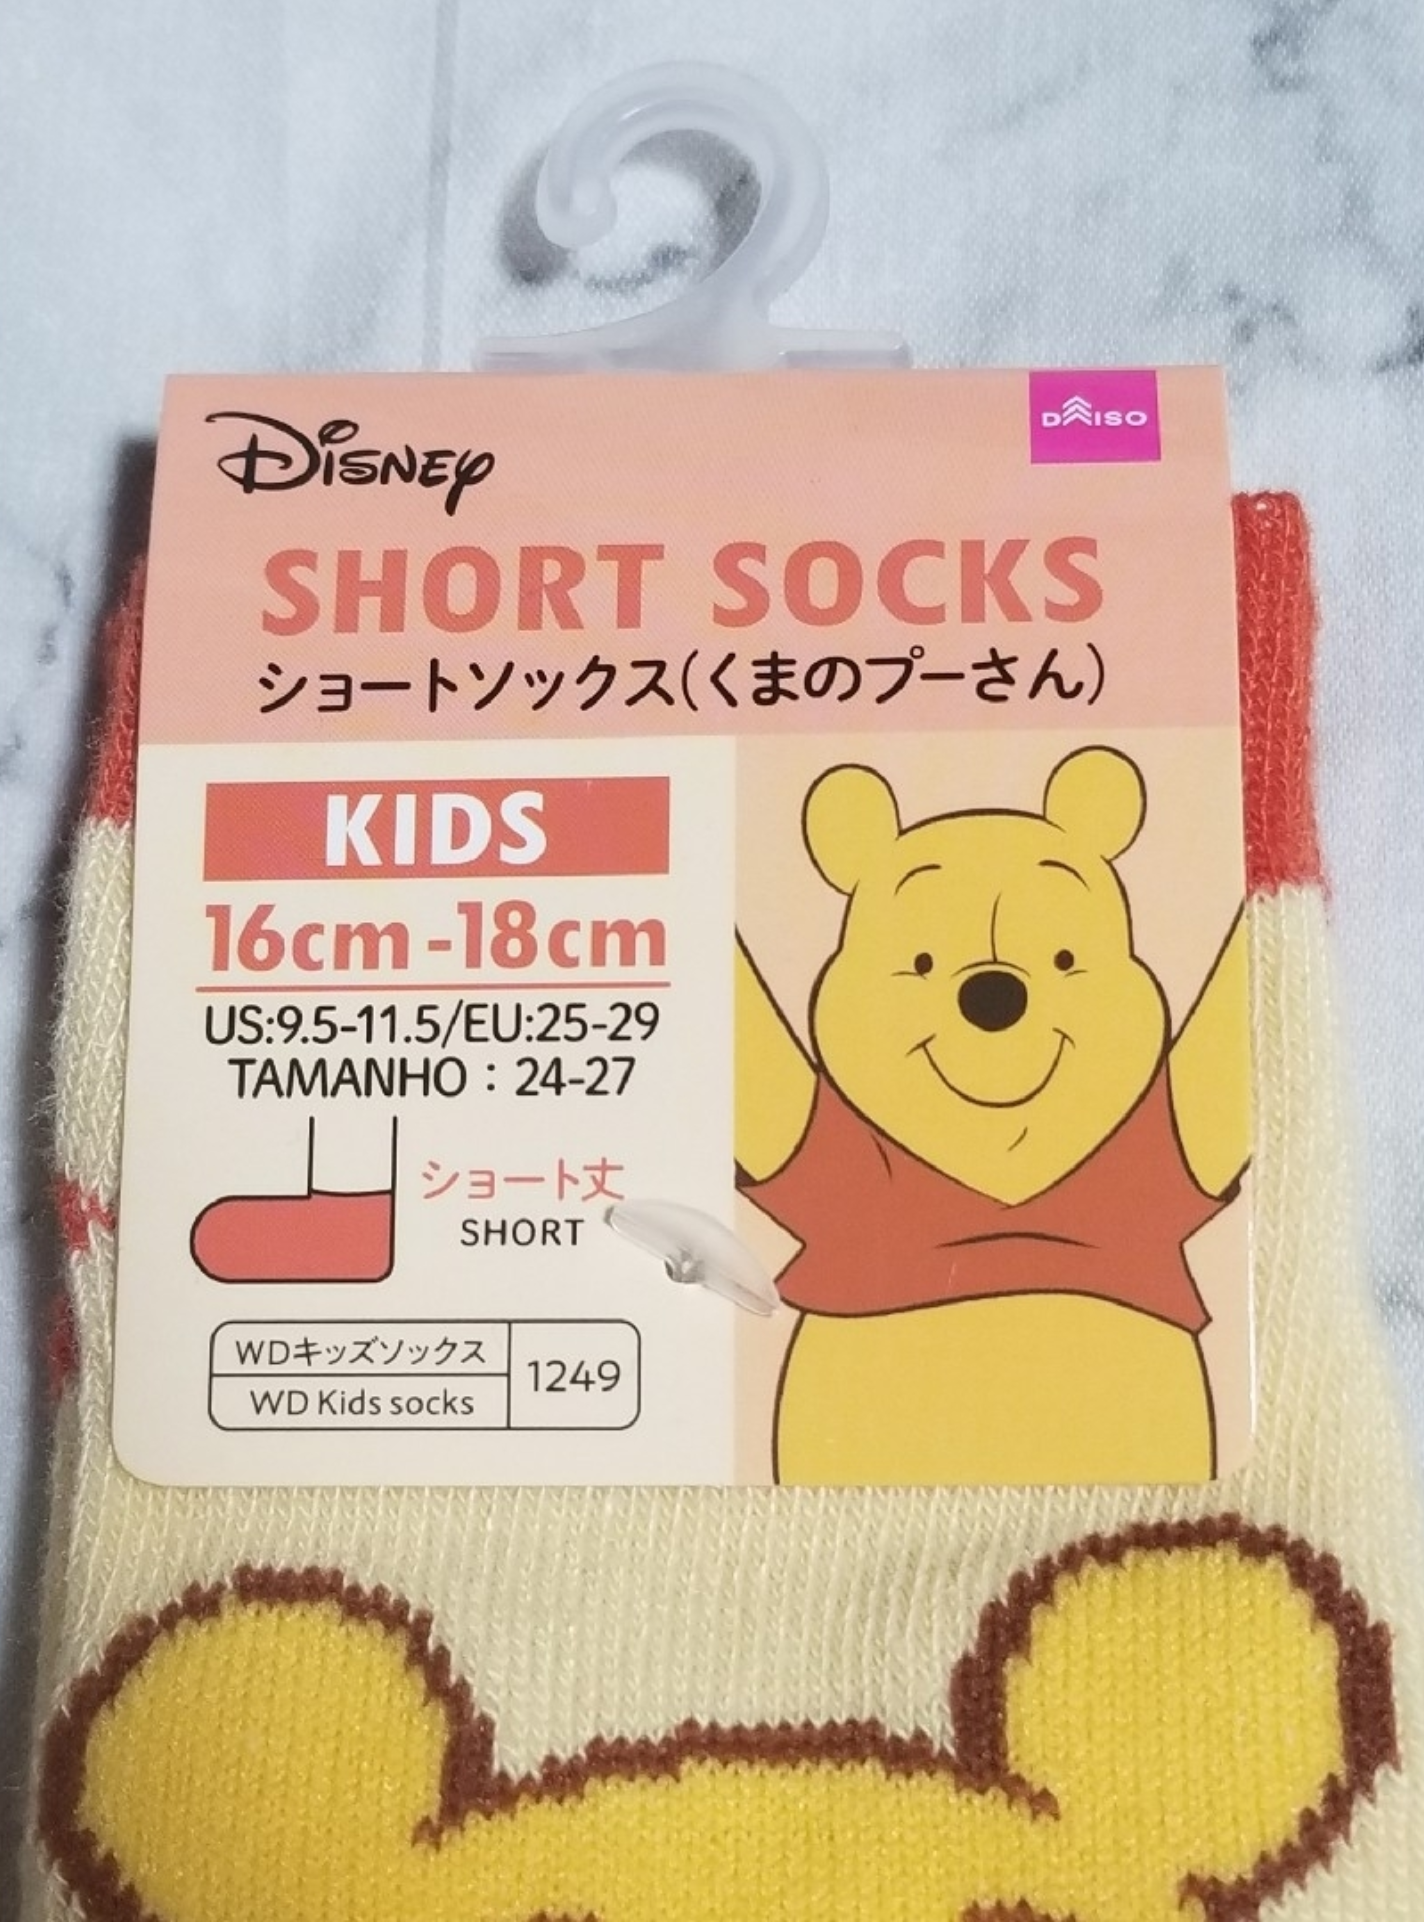 Disney
DAISO
SHORT SOCKS
ショートソックス(くまのプーさん)
KIDS
16cm-18cm
US:9.5-11.5/EU:25-29
TAMANHO：24-27
ショート丈
SHORT
WDキッズソックス
WD Kids socks
1249